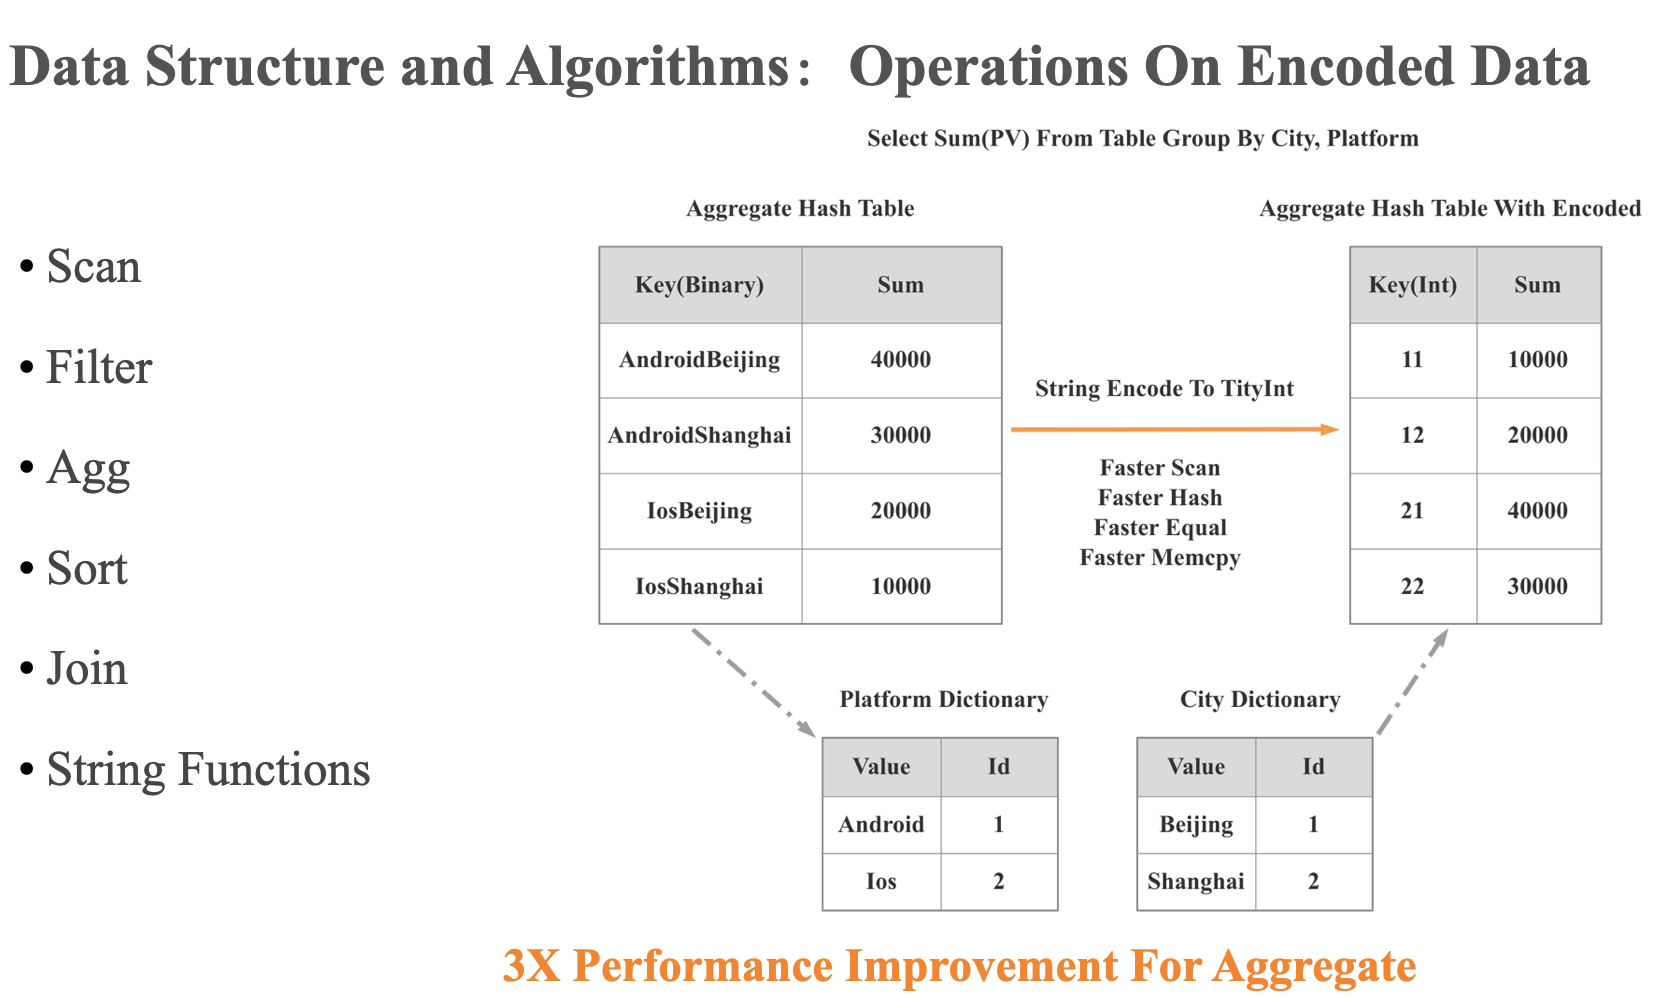 Data Structure and Algorithms：Operations On Encoded Data
Select Sum(PV) From Table Group By City, Platform
• Scan
• Filter
• Agg
• Sort
• Join
• String Functions
Aggregate Hash Table
Key(Binary) Sum
AndroidBeijing 40000
AndroidShanghai 30000
IosBeijing 20000
IosShanghai 10000
String Encode To TityInt
Faster Scan
Faster Hash
Faster Equal
Faster Memcpy
Aggregate Hash Table With Encoded
Key(Int) Sum
11 10000
12 20000
21 40000
22 30000
Platform Dictionary
Value Id
Android 1
Ios 2
City Dictionary
Value Id
Beijing 1
Shanghai 2
3X Performance Improvement For Aggregate